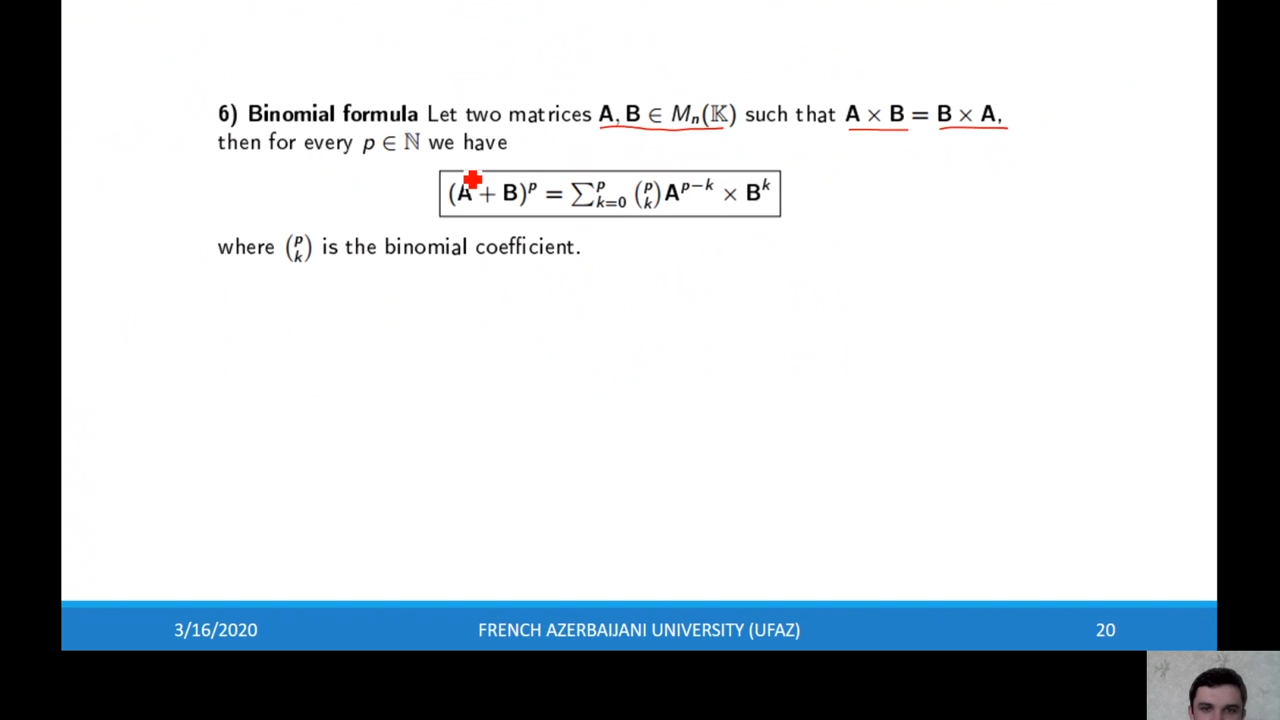 6) Binomial formula Let two matrices A, B ∈ Mₙ(𝕂) such that A × B = B × A,
then for every p ∈ ℕ we have
(A + B)ᵖ = ∑ᵖₖ₌₀ (ᵖₖ) Aᵖ⁻ᵏ × Bᵏ
where (ᵖₖ) is the binomial coefficient.
3/16/2020 FRENCH AZERBAIJANI UNIVERSITY (UFAZ) 20